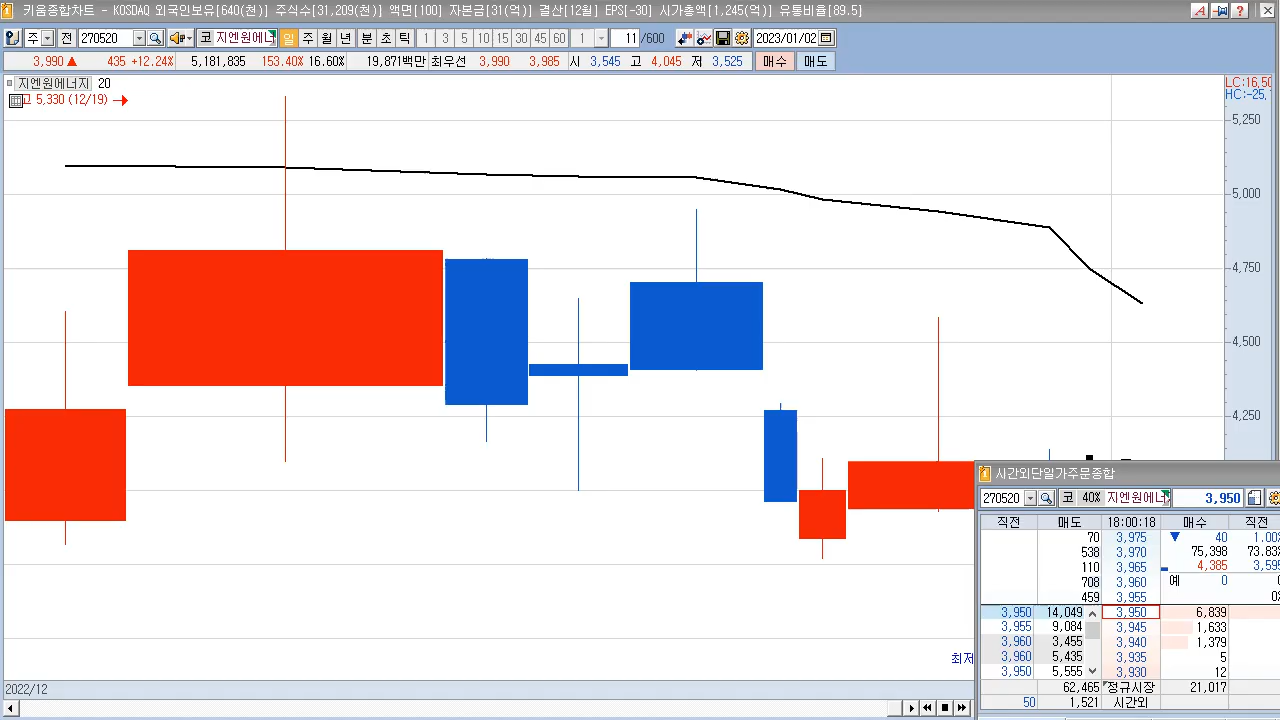 키움종합차트 - KOSDAQ 외국인보유[640(천)] 주식수[31,209(천)] 액면[100] 자본금[31(억)] 결산[12월] EPS[-30] 시가총액[1,245(억)] 유통비율[89.5]
주 전 270520 코 지엔원에너 일 주 월 년 분 초 틱 1 3 5 10 15 30 45 60 1 11 /600 2023/01/02
3,990 ▲ 435 +12.24% 5,181,835 153.40% 16.60% 19,871백만 최우선 3,990 3,985 시 3,545 고 4,045 저 3,525 매수 매도
지엔원에너지 20
고 5,330 (12/19)
LC:16,50
HC:-25,
5,250
5,000
4,750
4,500
4,250
최저
2022/12
시간외단일가주문종합
270520 코 40% 지엔원에너 3,950
직전 매도 18:00:18 매수 직전
70 3,975 ▼ 40 1.00
538 3,970 75,398 73.83
110 3,965 4,385 3,595
708 3,960 예 0
459 3,955
3,950 14,049 3,950 6,839
3,955 9,084 3,945 1,633
3,960 3,455 3,940 1,379
3,960 5,435 3,935 5
3,950 5,555 3,930 12
62,465 정규시장 21,017
50 1,521 시간외